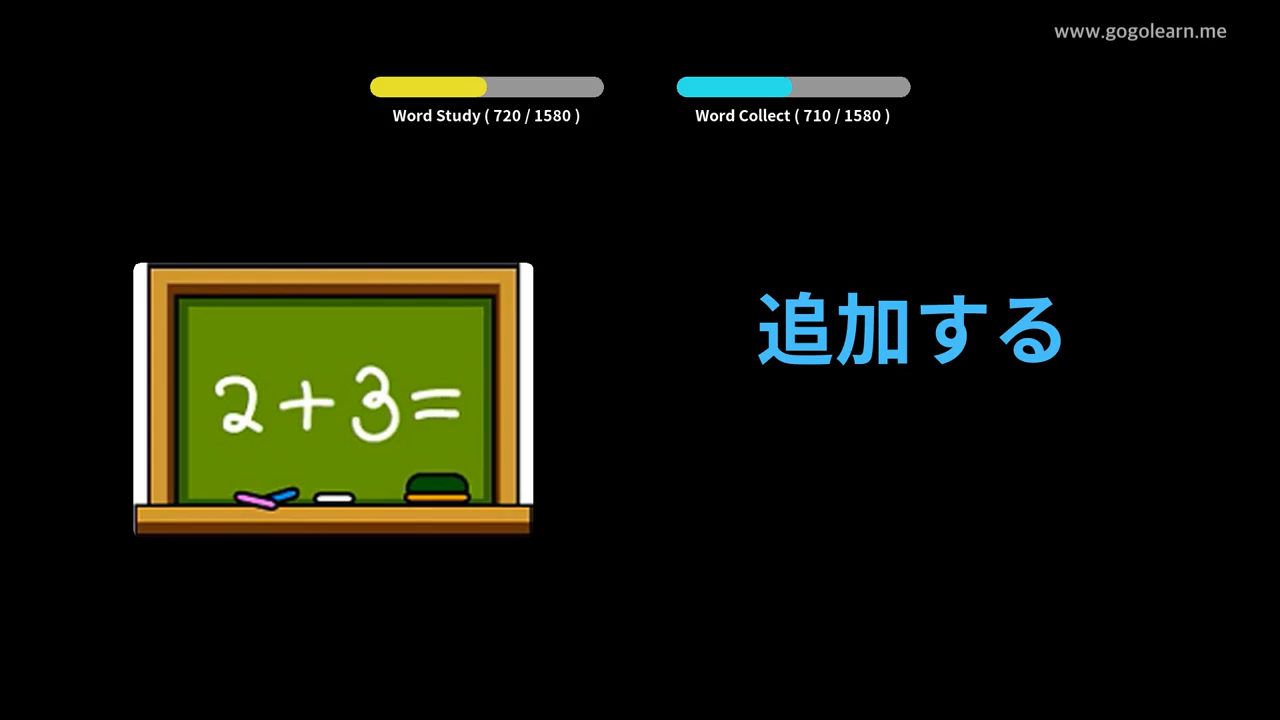 www.gogolearn.me
Word Study ( 720 / 1580 )
Word Collect ( 710 / 1580 )
2+3=
追加する